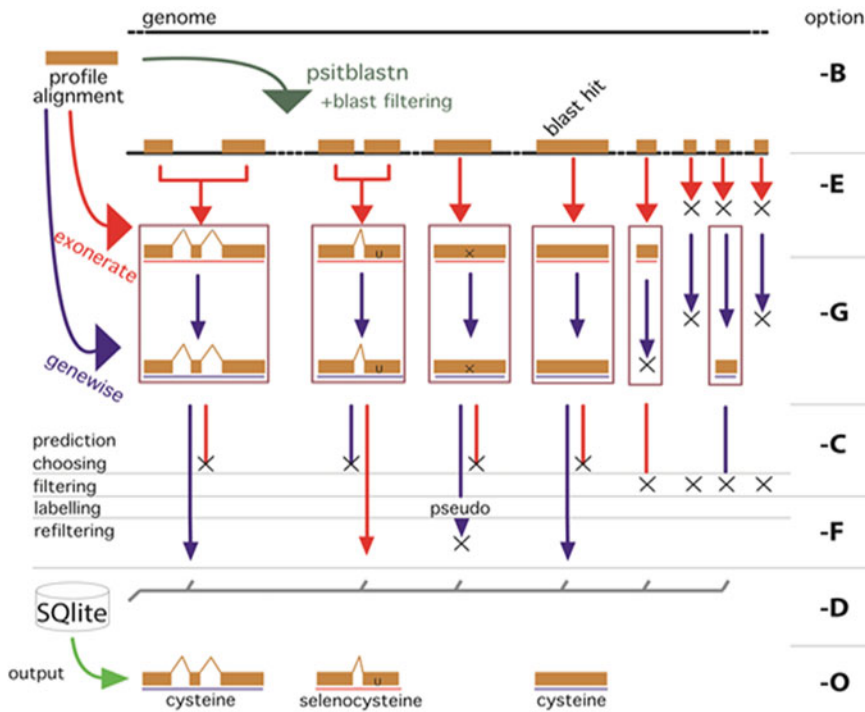 genome
option
profile
alignment
psitblastn
+blast filtering
-B
blast hit
-E
× × ×
exonerate
U
×
-G
× ×
genewise
U
×
×
prediction
choosing
× × × ×
-C
filtering
× × × ×
labelling
pseudo
refiltering
×
-F
SQlite
-D
output
U
-O
cysteine
selenocysteine
cysteine